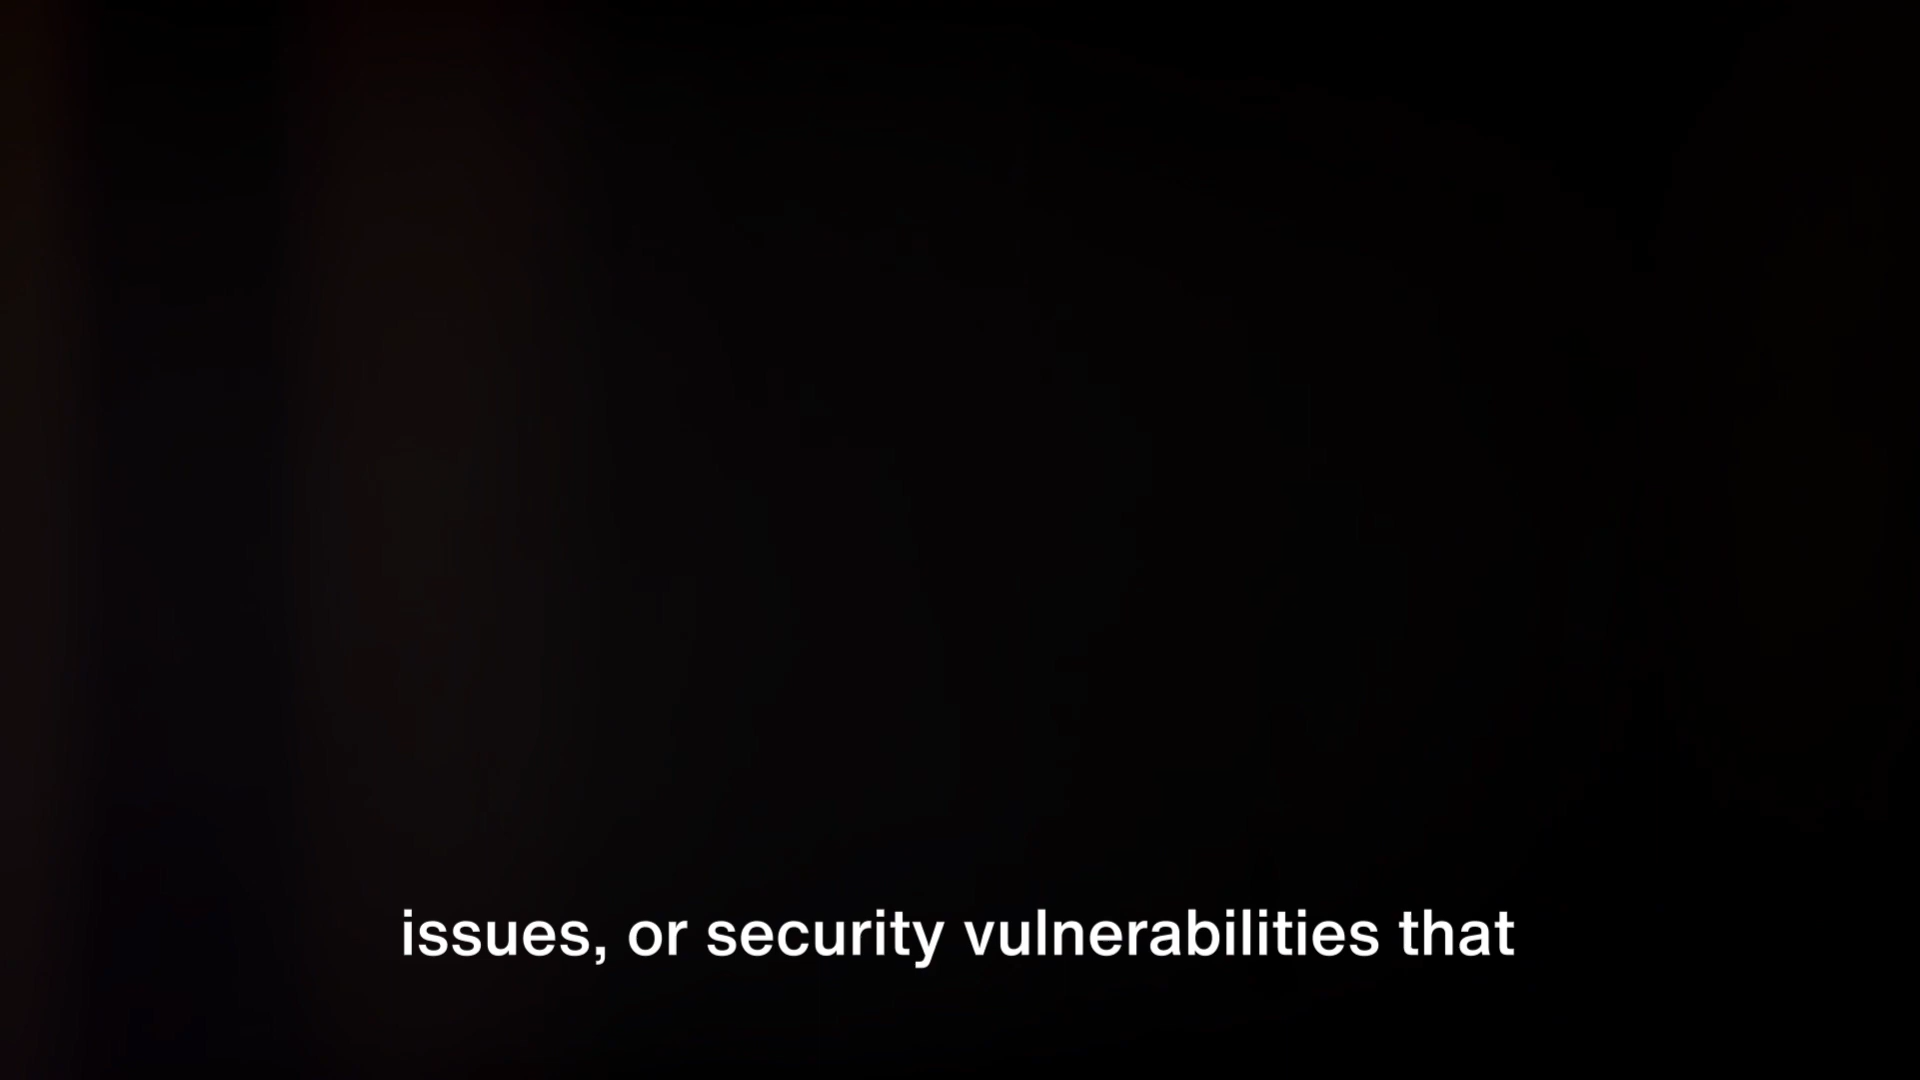 issues, or security vulnerabilities that